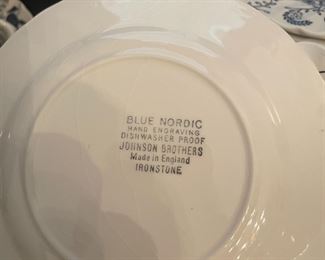 BLUE NORDIC
HAND ENGRAVING
DISHWASHER PROOF
JOHNSON BROTHERS
Made in England
IRONSTONE